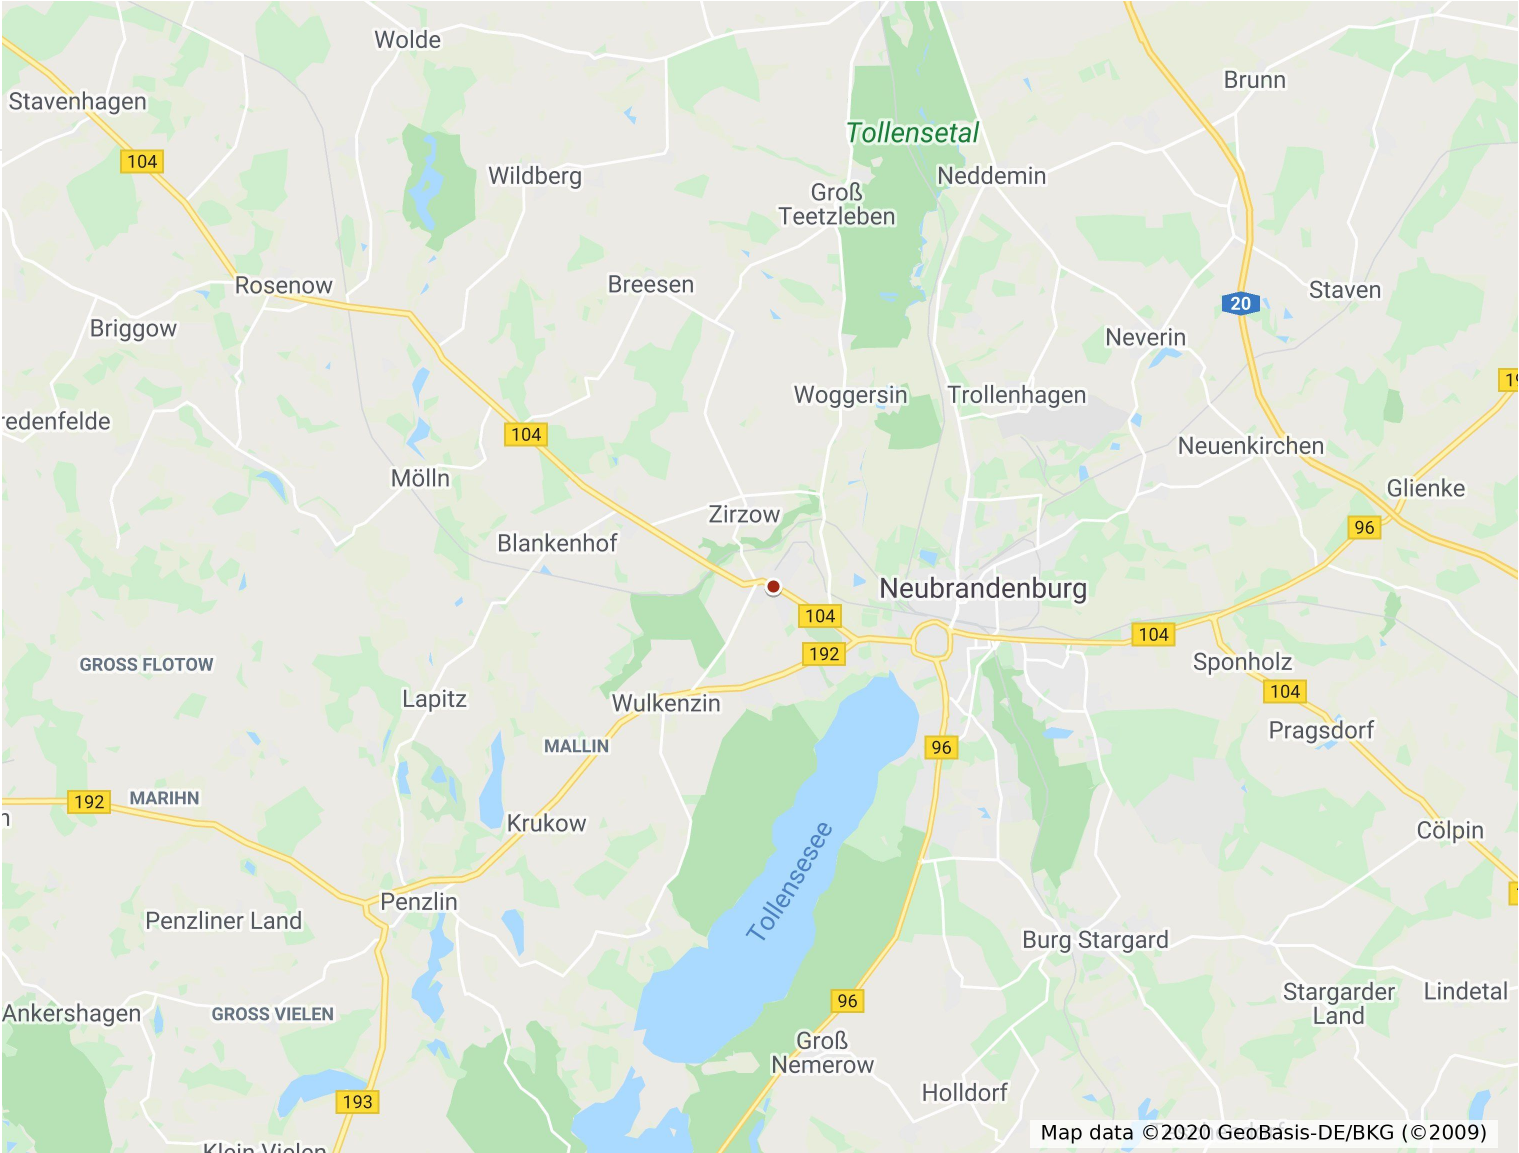 Wolde
Brunn
Stavenhagen
Tollensetal
104
Wildberg
Neddemin
Groß
Teetzleben
Rosenow
Breesen
Staven
20
Briggow
Neverin
Woggersin
Trollenhagen
redenfelde
104
Neuenkirchen
Mölln
Glienke
Zirzow
96
Blankenhof
Neubrandenburg
104
104
192
GROSS FLOTOW
Sponholz
104
Lapitz
Wulkenzin
Pragsdorf
MALLIN
96
192
MARIHN
Krukow
Cölpin
Tollensesee
Penzlin
Penzliner Land
Burg Stargard
Stargarder
Land
Lindetal
96
Ankershagen
GROSS VIELEN
Groß
Nemerow
Holldorf
193
Klein Vielen
Map data ©2020 GeoBasis-DE/BKG (©2009)